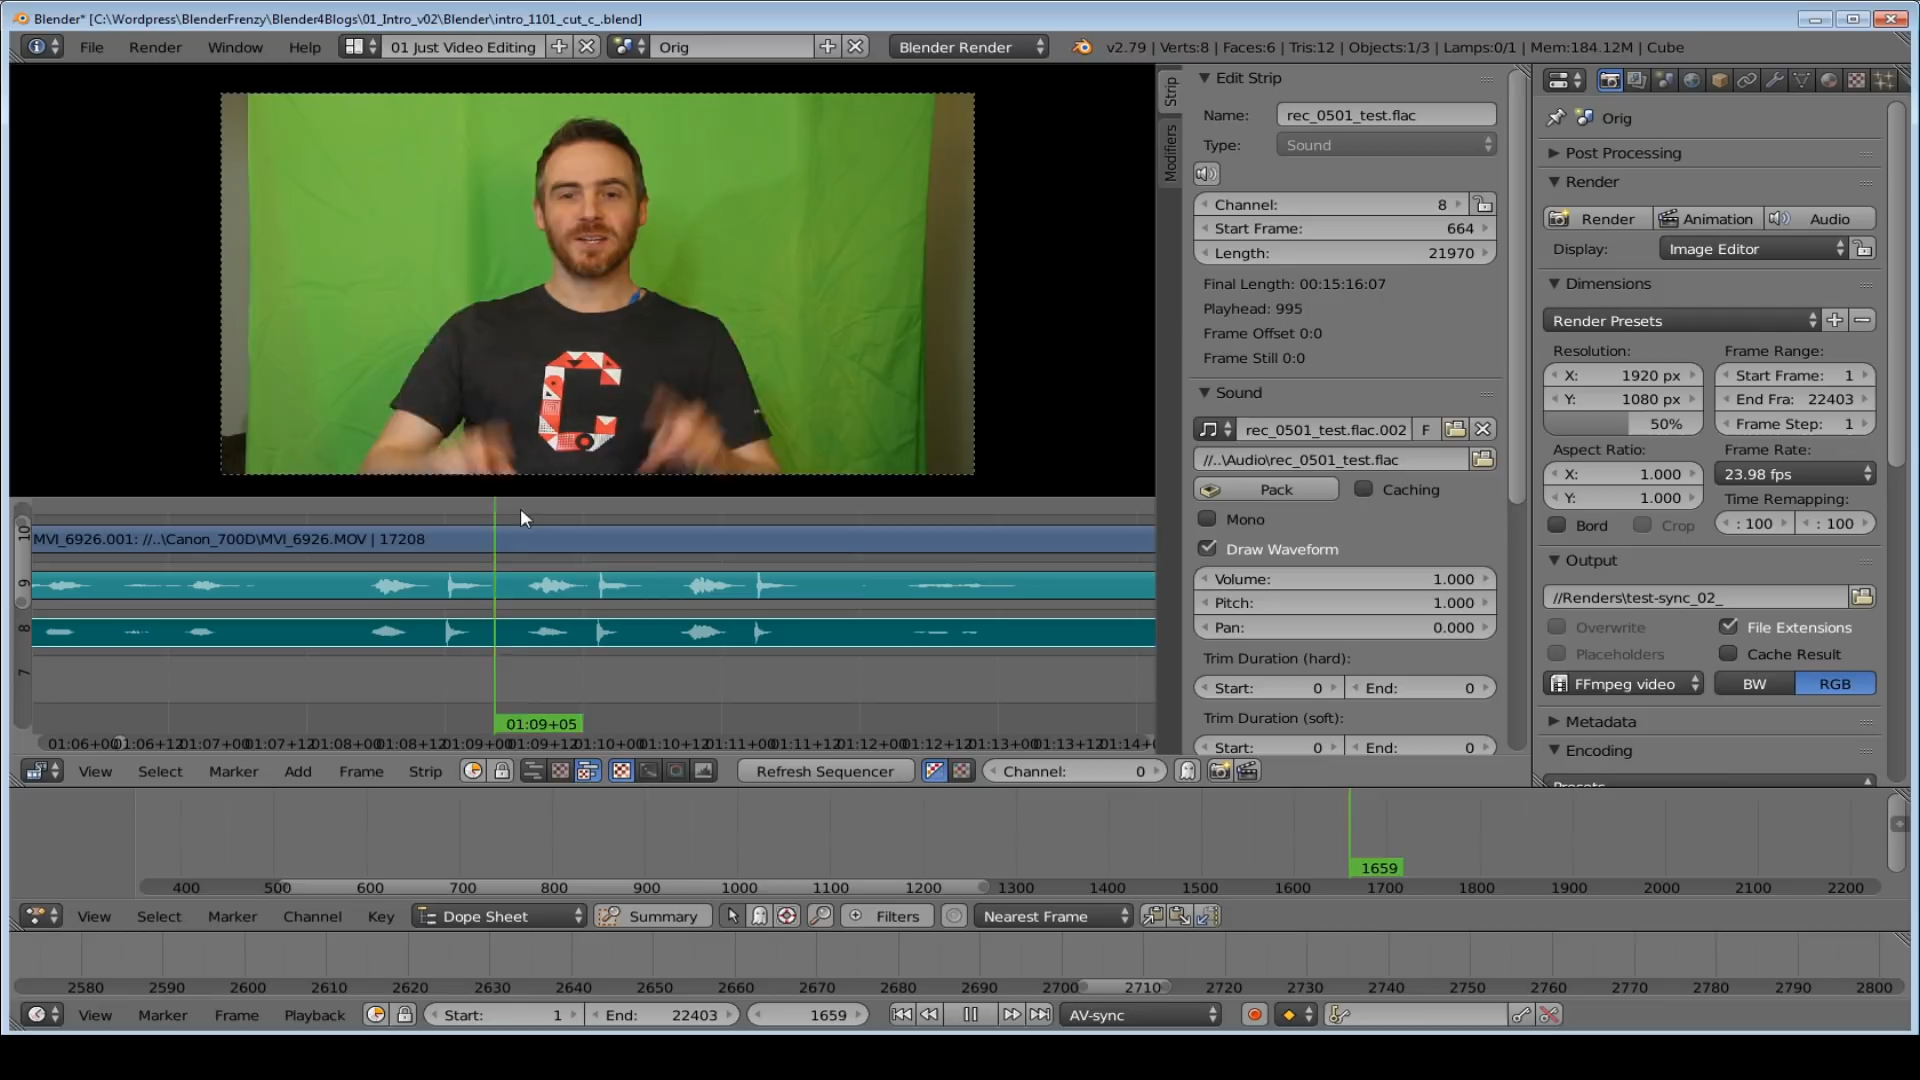 Blender* [C:\Wordpress\BlenderFrenzy\Blender4Blogs\01_Intro_v02\Blender\intro_1101_cut_c_.blend]
File Render Window Help 01 Just Video Editing Orig Blender Render v2.79 | Verts:8 | Faces:6 | Tris:12 | Objects:1/3 | Lamps:0/1 | Mem:184.12M | Cube
C
MVI_6926.001: //..\Canon_700D\MVI_6926.MOV | 17208
10
9
8
7
01:09+05
01:06+00 01:06+12 01:07+00 01:07+12 01:08+00 01:08+12 01:09+00 01:09+12 01:10+00 01:10+12 01:11+00 01:11+12 01:12+00 01:12+12 01:13+00 01:13+12 01:14+0
View Select Marker Add Frame Strip Refresh Sequencer Channel: 0
Strip
Modifiers
Edit Strip
Name: rec_0501_test.flac
Type: Sound
Channel: 8
Start Frame: 664
Length: 21970
Final Length: 00:15:16:07
Playhead: 995
Frame Offset 0:0
Frame Still 0:0
Sound
rec_0501_test.flac.002 F
//..\Audio\rec_0501_test.flac
Pack Caching
Mono
Draw Waveform
Volume: 1.000
Pitch: 1.000
Pan: 0.000
Trim Duration (hard):
Start: 0 End: 0
Trim Duration (soft):
Start: 0 End: 0
Orig
Post Processing
Render
Render Animation Audio
Display: Image Editor
Dimensions
Render Presets
Resolution: Frame Range:
X: 1920 px Start Frame: 1
Y: 1080 px End Fra: 22403
50% Frame Step: 1
Aspect Ratio: Frame Rate:
X: 1.000 23.98 fps
Y: 1.000 Time Remapping:
Bord Crop : 100 : 100
Output
//Renders\test-sync_02_
Overwrite File Extensions
Placeholders Cache Result
FFmpeg video BW RGB
Metadata
Encoding
Presets
1659
400 500 600 700 800 900 1000 1100 1200 1300 1400 1500 1600 1700 1800 1900 2000 2100 2200
View Select Marker Channel Key Dope Sheet Summary Filters Nearest Frame
2580 2590 2600 2610 2620 2630 2640 2650 2660 2670 2680 2690 2700 2710 2720 2730 2740 2750 2760 2770 2780 2790 2800
View Marker Frame Playback Start: 1 End: 22403 1659 AV-sync